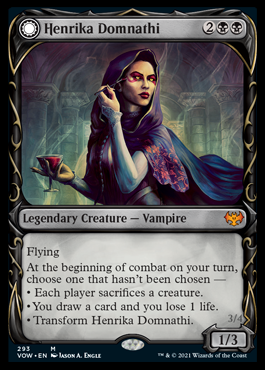 Henrika Domnathi 2
Legendary Creature — Vampire
Flying
At the beginning of combat on your turn,
choose one that hasn't been chosen —
• Each player sacrifices a creature.
• You draw a card and you lose 1 life.
• Transform Henrika Domnathi.
3/4
1/3
293 M
VOW • EN Jason A. Engle
™ & © 2021 Wizards of the Coast